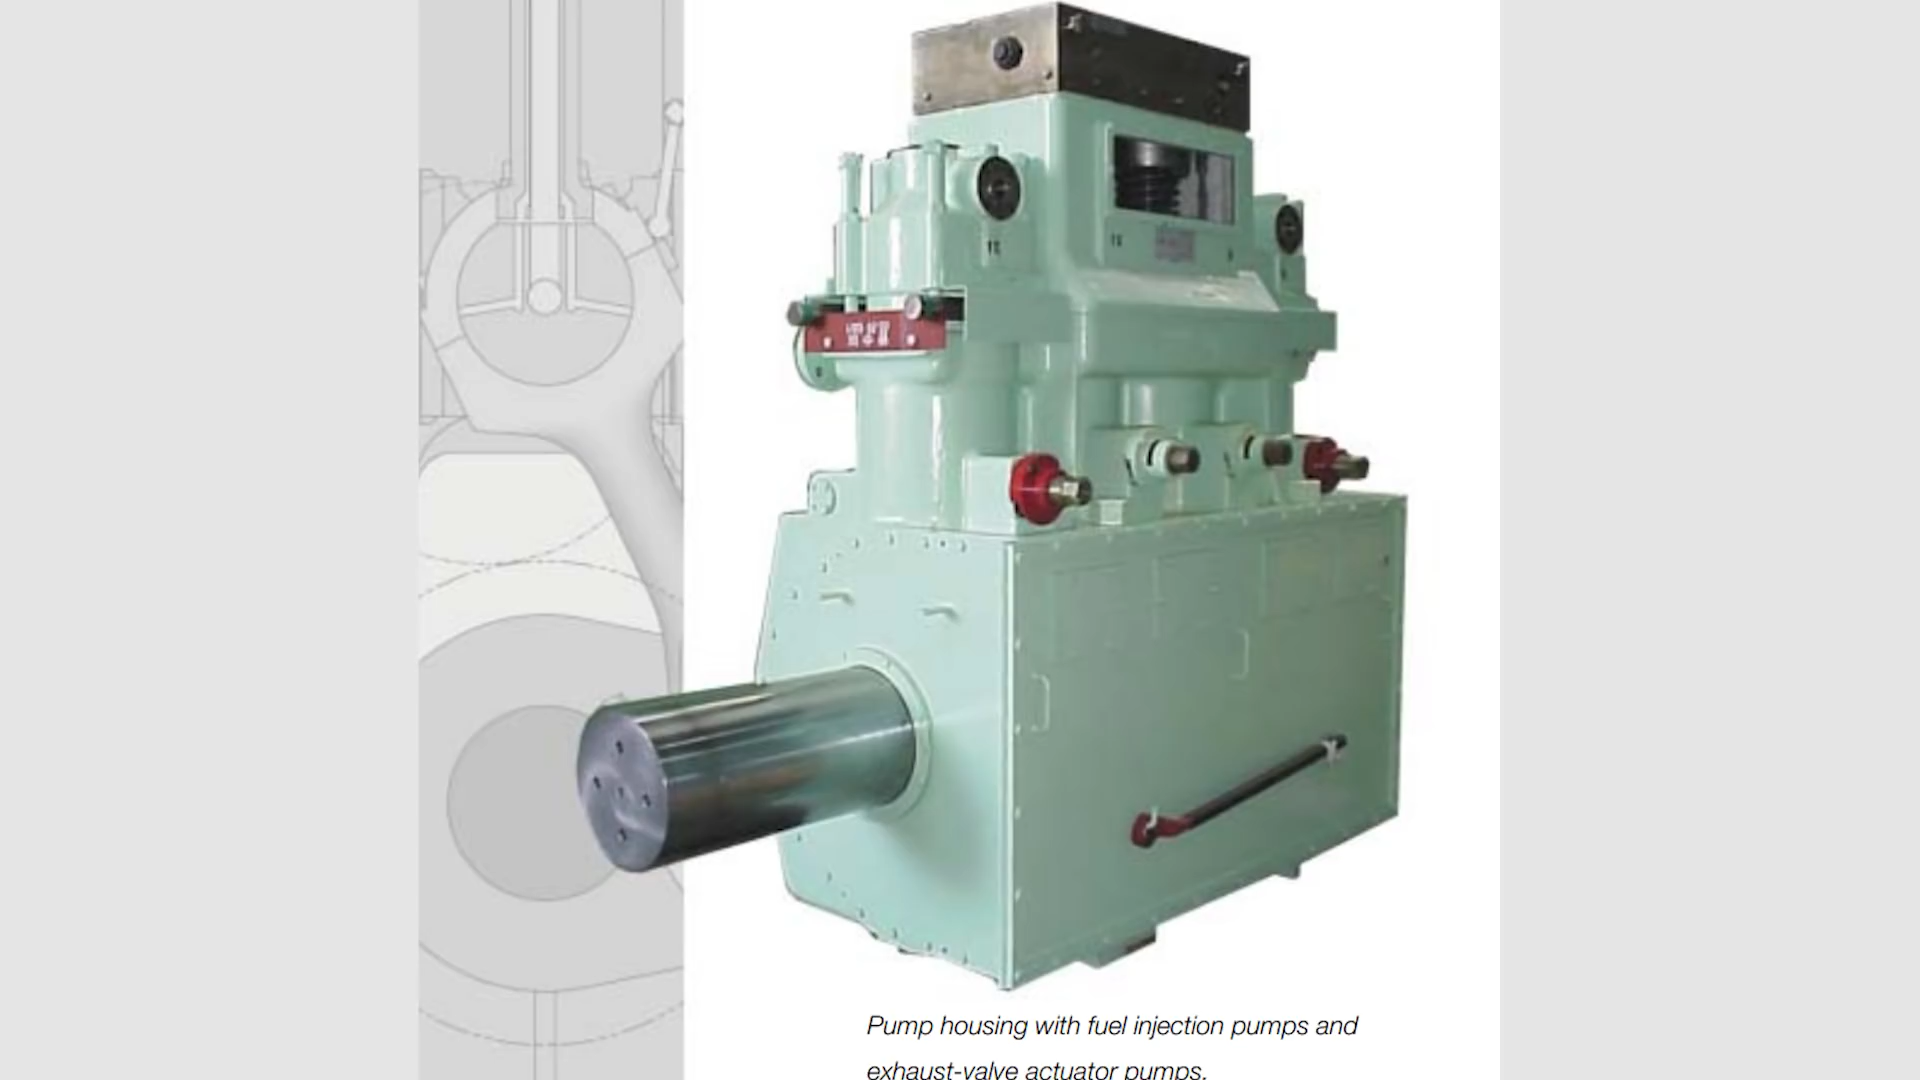 Pump housing with fuel injection pumps and
exhaust-valve actuator pumps.